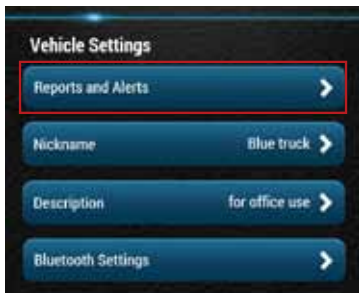 Vehicle Settings
Reports and Alerts
Nickname Blue truck
Description for office use
Bluetooth Settings